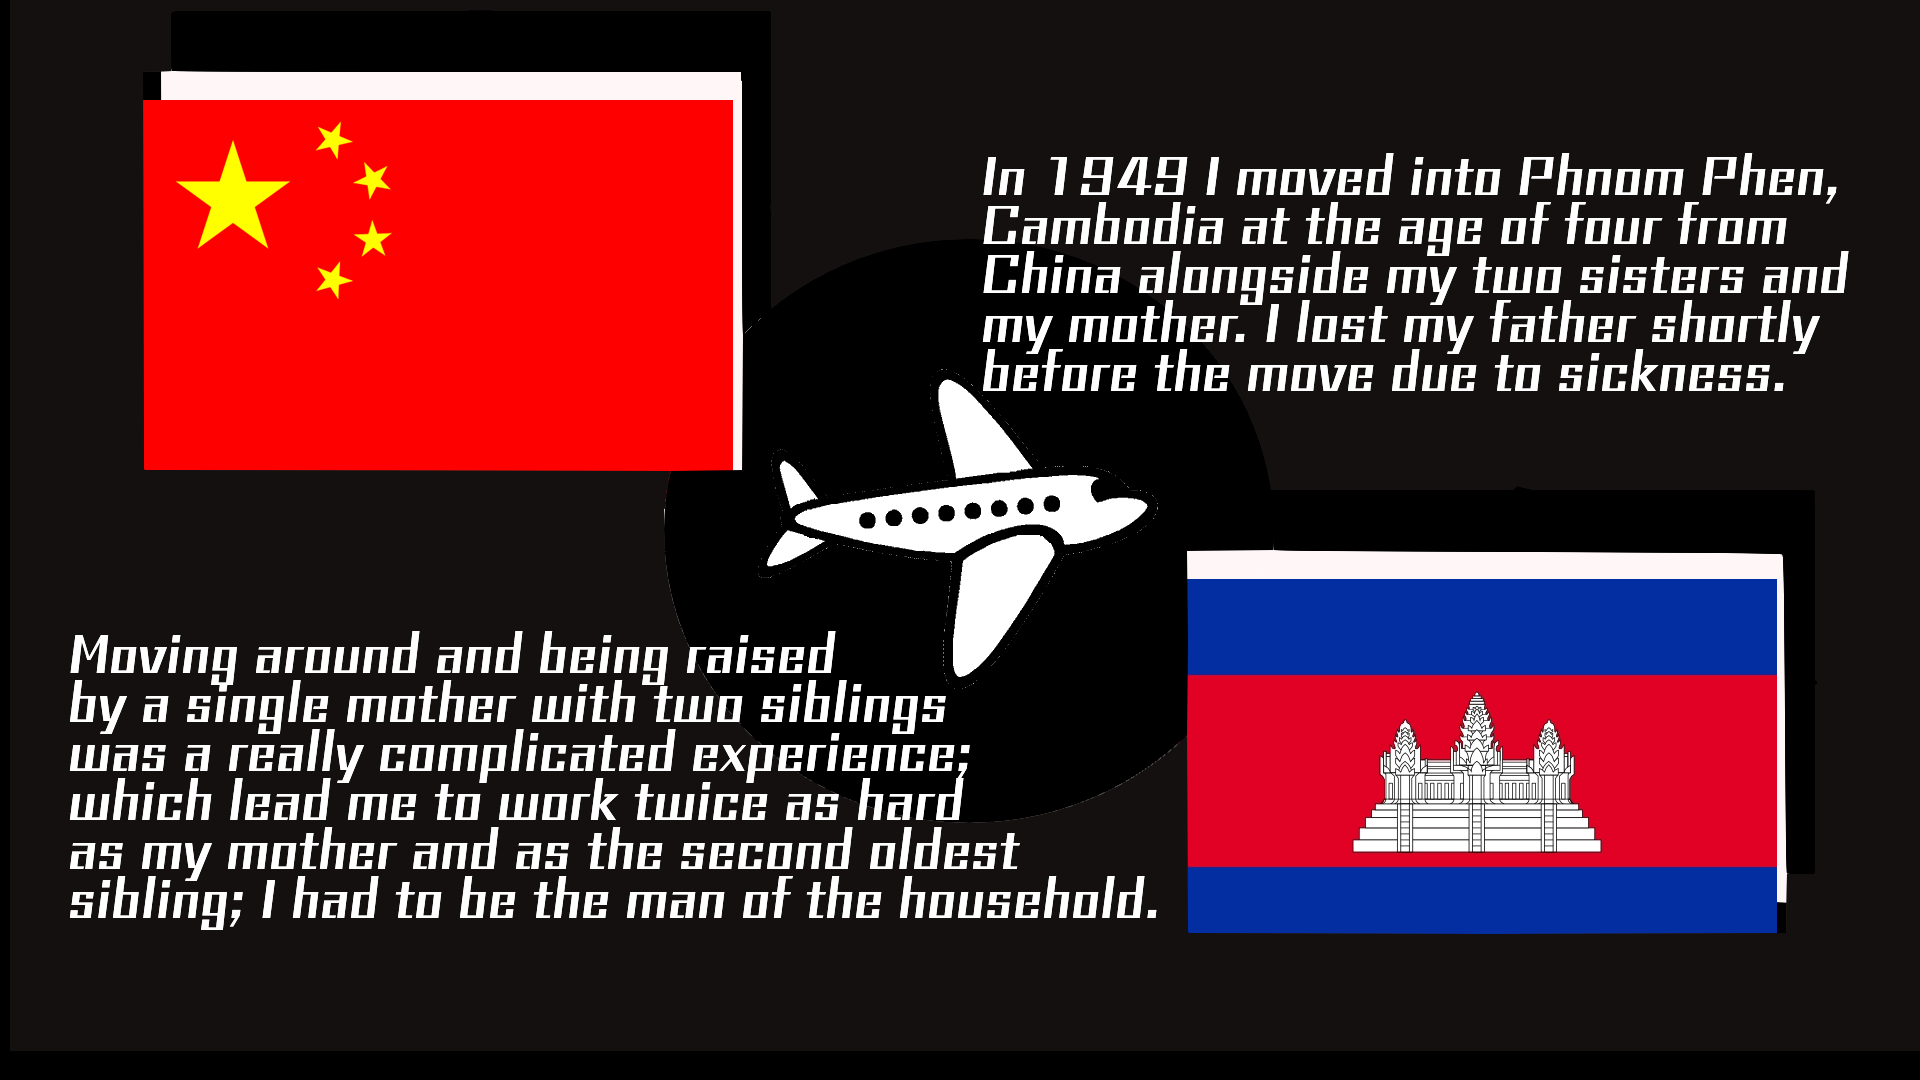 In 1949 I moved into Phnom Phen,
Cambodia at the age of four from
China alongside my two sisters and
my mother. I lost my father shortly
before the move due to sickness.
Moving around and being raised
by a single mother with two siblings
was a really complicated experience;
which lead me to work twice as hard
as my mother and as the second oldest
sibling; I had to be the man of the household.